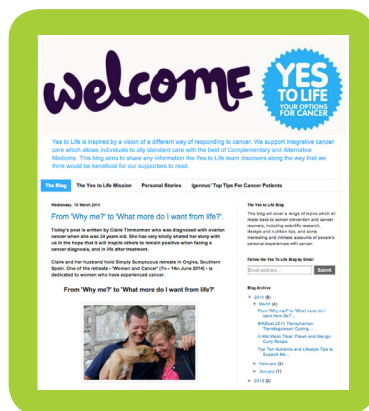 welcome
YES
TO LIFE
YOUR OPTIONS
FOR CANCER
Yes to Life is inspired by a vision of a different way of responding to cancer. We support integrative cancer
care which allows individuals to ally standard care with the best of Complementary and Alternative
Medicine. This blog aims to share any information the Yes to Life team discovers along the way that we
think would be beneficial for our supporters to read.
The Blog
The Yes to Life Mission
Personal Stories
Igennus' Top Tips For Cancer Patients
Wednesday, 19 March 2014
From 'Why me?' to 'What more do I want from life?'.
Today's post is written by Claire Timmerman who was diagnosed with ovarian
cancer when she was 24 years old. She has very kindly shared her story with
us in the hope that it will inspire others to remain positive when facing a
cancer diagnosis, and in life after treatment.
Claire and her husband hold Simply Sumptuous retreats in Orgiva, Southern
Spain. One of the retreats - 'Women and Cancer' (7th - 14th June 2014) - is
dedicated to women who have experienced cancer.
From 'Why me?' to 'What more do I want from life?'
The Yes to Life Blog
This blog will cover a range of topics which all
relate back to cancer prevention and cancer
recovery, including scientific research,
lifestyle and nutrition tips, and some
interesting and intimate accounts of people's
personal experiences with cancer.
Follow the Yes To Life Blog by Email
Email address...
Submit
Blog Archive
▼ 2014 (6)
▼ March (4)
From 'Why me?' to 'What more do I
want from life?'...
BIKEast 2014 Transylvanian
Transfagarasan Cycling ...
A Mid Week Treat: Prawn and Mango
Curry Recipe
Top Ten Nutrients and Lifestyle Tips to
Support Me...
► February (3)
► January (1)
► 2013 (2)